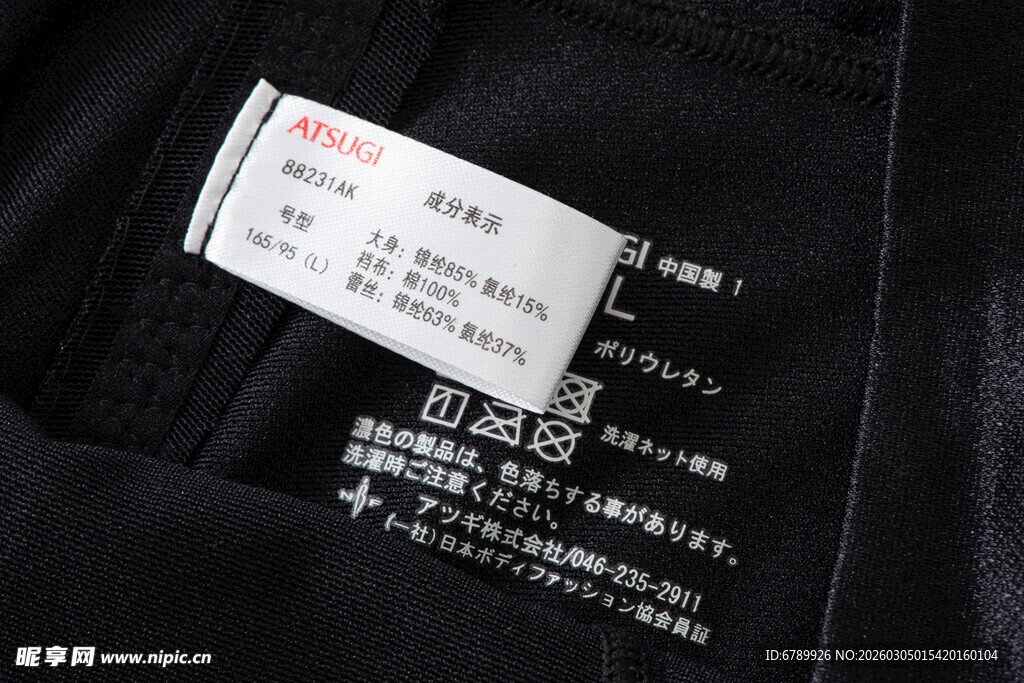 ATSUGI
88231AK
成分表示
号型
165/95 (L)
大身：锦纶85% 氨纶15%
裆布：棉100%
蕾丝：锦纶63% 氨纶37%
GI 中国製 1
L
ポリウレタン
洗濯ネット使用
濃色の製品は、色落ちする事があります。
洗濯時ご注意ください。
NBF
アツギ株式会社/046-235-2911
(一社)日本ボディファッション協会員証
昵享网 www.nipic.cn
ID:6789926 NO:20260305015420160104